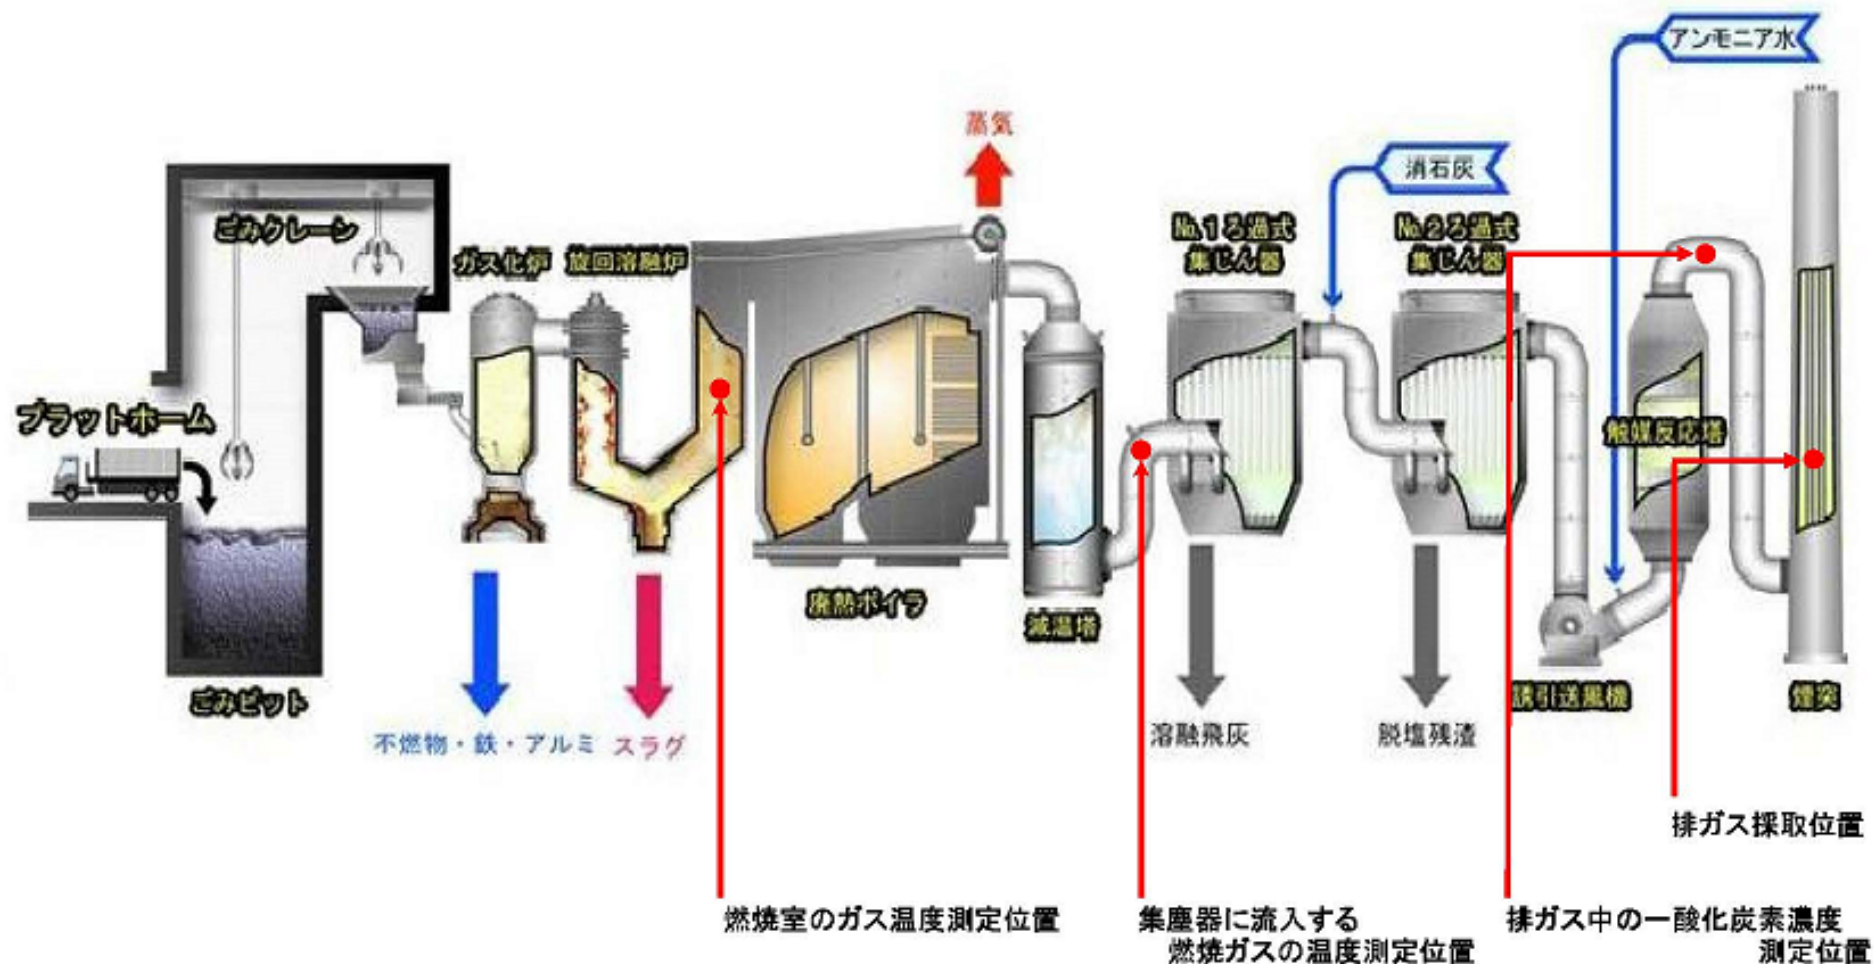 アンモニア水
蒸気
消石灰
ごみクレーン
ガス化炉
旋回溶融炉
No.1ろ過式
集じん器
No.2ろ過式
集じん器
プラットホーム
触媒反応塔
廃熱ボイラ
減温塔
ごみピット
誘引送風機
煙突
不燃物・鉄・アルミ
スラグ
溶融飛灰
脱塩残渣
排ガス採取位置
燃焼室のガス温度測定位置
集塵器に流入する
燃焼ガスの温度測定位置
排ガス中の一酸化炭素濃度
測定位置